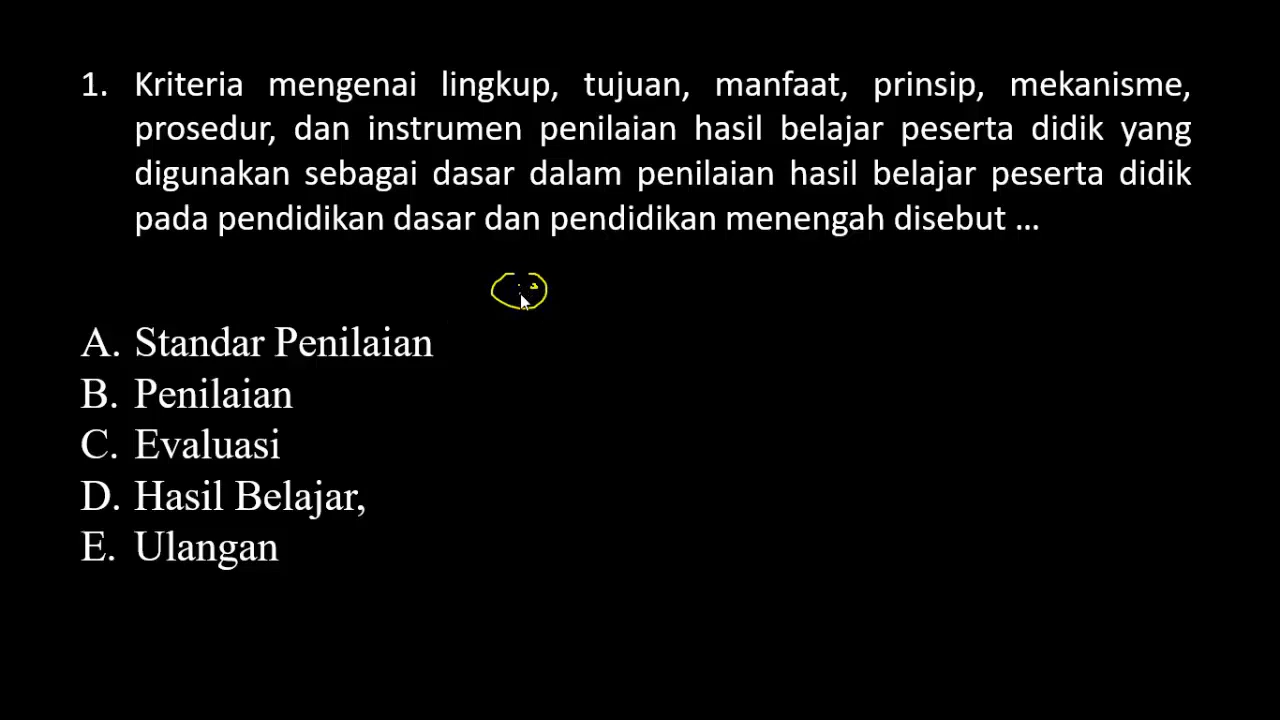 1. Kriteria mengenai lingkup, tujuan, manfaat, prinsip, mekanisme,
prosedur, dan instrumen penilaian hasil belajar peserta didik yang
digunakan sebagai dasar dalam penilaian hasil belajar peserta didik
pada pendidikan dasar dan pendidikan menengah disebut ...
A. Standar Penilaian
B. Penilaian
C. Evaluasi
D. Hasil Belajar,
E. Ulangan